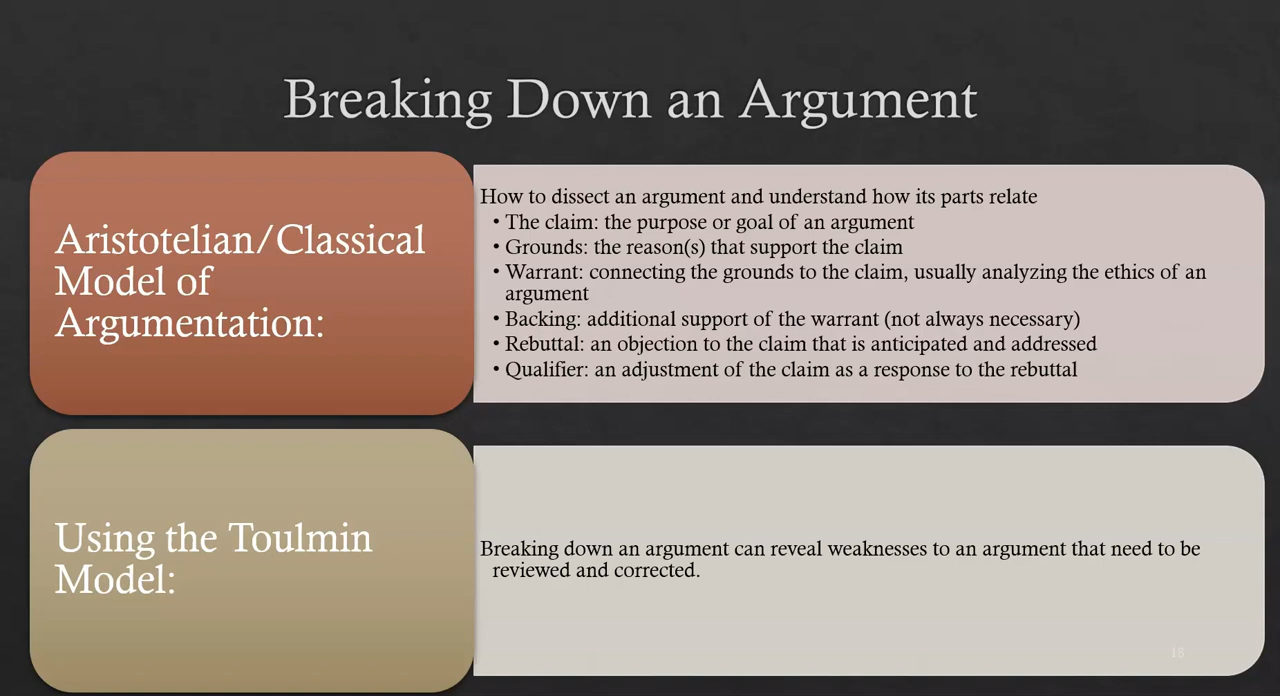 Breaking Down an Argument
Aristotelian/Classical
Model of
Argumentation:
How to dissect an argument and understand how its parts relate
• The claim: the purpose or goal of an argument
• Grounds: the reason(s) that support the claim
• Warrant: connecting the grounds to the claim, usually analyzing the ethics of an
argument
• Backing: additional support of the warrant (not always necessary)
• Rebuttal: an objection to the claim that is anticipated and addressed
• Qualifier: an adjustment of the claim as a response to the rebuttal
Using the Toulmin
Model:
Breaking down an argument can reveal weaknesses to an argument that need to be
reviewed and corrected.